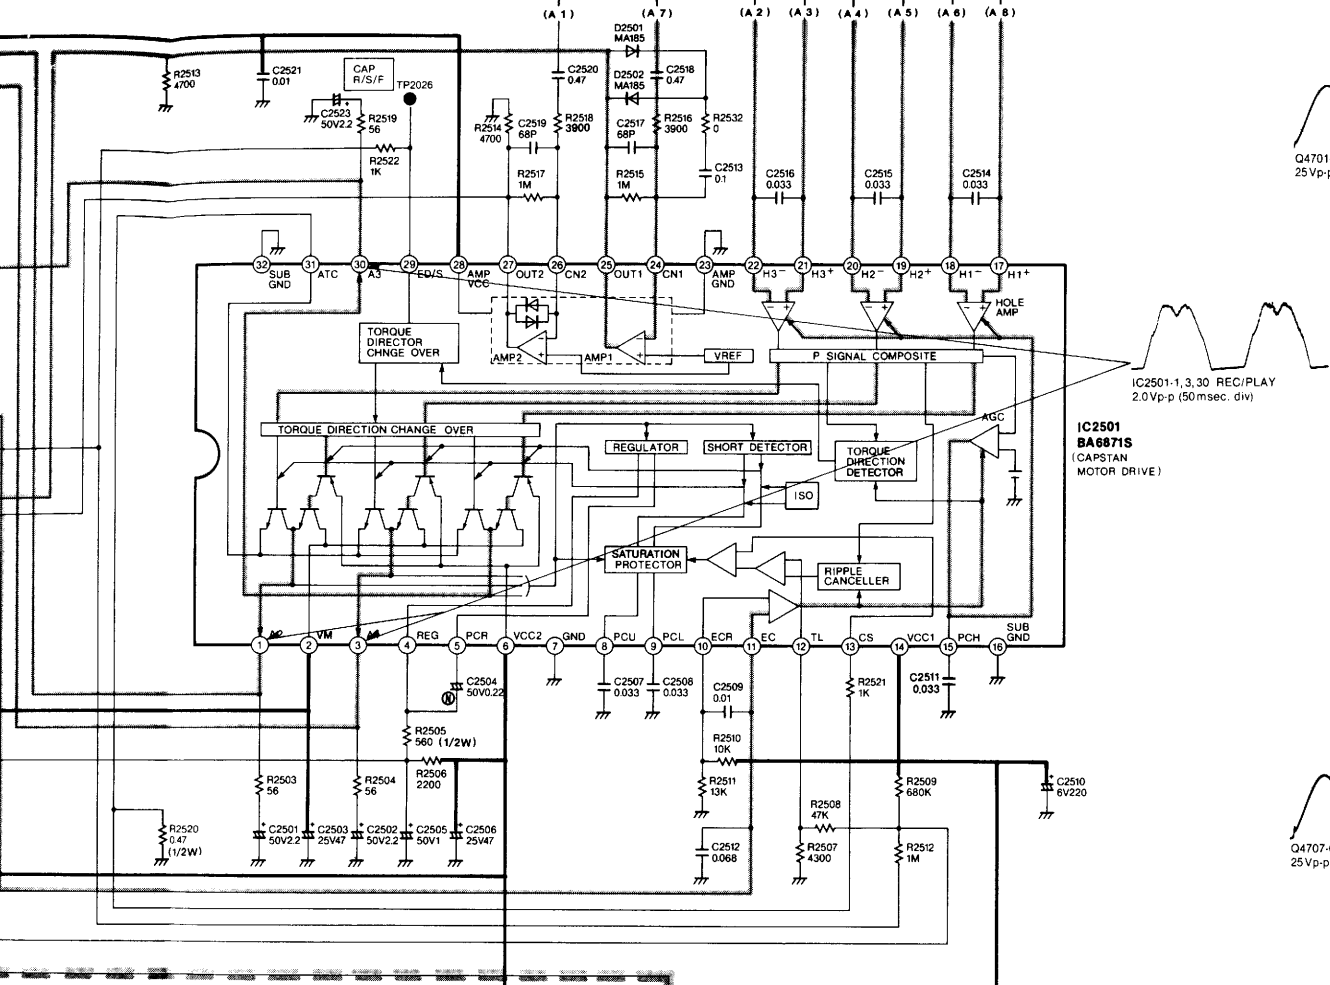 (A1) (A7) (A2) (A3) (A4) (A5) (A6) (A8)
D2501
MA185
D2502
MA185
R2513
4700
C2521
0.01
CAP
R/S/F
TP2026
C2523
50V2.2
R2519
56
R2522
1K
C2520
0.47
C2518
0.47
R2514
4700
C2519
68P
R2518
3900
C2517
68P
R2516
3900
R2532
0
R2517
1M
R2515
1M
C2513
0.1
C2516
0.033
C2515
0.033
C2514
0.033
Q4701
32 31 30 29 28 27 26 25 24 23 22 21 20 19 18 17
SUB
GND
ATC
A3
ED/S
AMP
VCC
OUT2
CN2
OUT1
CN1
AMP
GND
H3−
H3+
H2−
H2+
H1−
H1+
HOLE
AMP
TORQUE
DIRECTOR
CHNGE OVER
AMP2
AMP1
VREF
P SIGNAL COMPOSITE
IC2501-1,3,30 REC/PLAY
2.0Vp-p (50msec. div)
AGC
IC2501
BA6871S
(CAPSTAN
MOTOR DRIVE)
TORQUE DIRECTION CHANGE OVER
REGULATOR
SHORT DETECTOR
TORQUE
DIRECTION
DETECTOR
ISO
SATURATION
PROTECTOR
RIPPLE
CANCELLER
A2
VM
A4
REG
PCR
VCC2
GND
PCU
PCL
ECR
EC
TL
CS
VCC1
PCH
SUB
GND
1 2 3 4 5 6 7 8 9 10 11 12 13 14 15 16
C2504
50V0.22
N
C2507
0.033
C2508
0.033
C2509
0.01
R2521
1K
C2511
0.033
R2505
560 (1/2W)
R2506
2200
R2510
10K
R2511
13K
R2503
56
R2504
56
R2509
680K
C2510
6V220
R2508
47K
R2520
0.47
(1/2W)
C2501
50V2.2
C2503
25V47
C2502
50V2.2
C2505
50V1
C2506
25V47
C2512
0.068
R2507
4300
R2512
1M